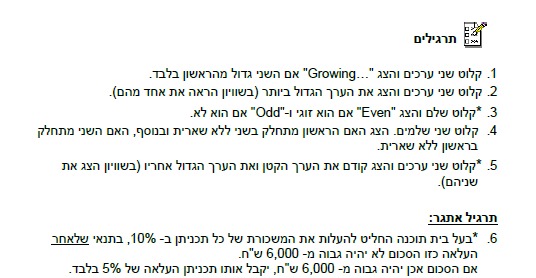 תרגילים
1. קלוט שני ערכים והצג "Growing…" אם השני גדול מהראשון בלבד.
2. קלוט שני ערכים והצג את הערך הגדול ביותר (בשוויון הראה את אחד מהם).
3. *קלוט שלם והצג "Even" אם הוא זוגי ו-"Odd" אם הוא לא.
4. קלוט שני שלמים. הצג האם הראשון מתחלק בשני ללא שארית ובנוסף, האם השני מתחלק
בראשון ללא שארית.
5. *קלוט שני ערכים והצג קודם את הערך הקטן ואת הערך הגדול אחריו (בשוויון הצג את
שניהם).
תרגיל אתגר:
6. *בעל בית תוכנה החליט להעלות את המשכורת של כל תכניתן ב- 10%, בתנאי שלאחר
העלאה כזו הסכום לא יהיה גבוה מ- 6,000 ש"ח.
אם הסכום אכן יהיה גבוה מ- 6,000 ש"ח, יקבל אותו תכניתן העלאה של 5% בלבד.